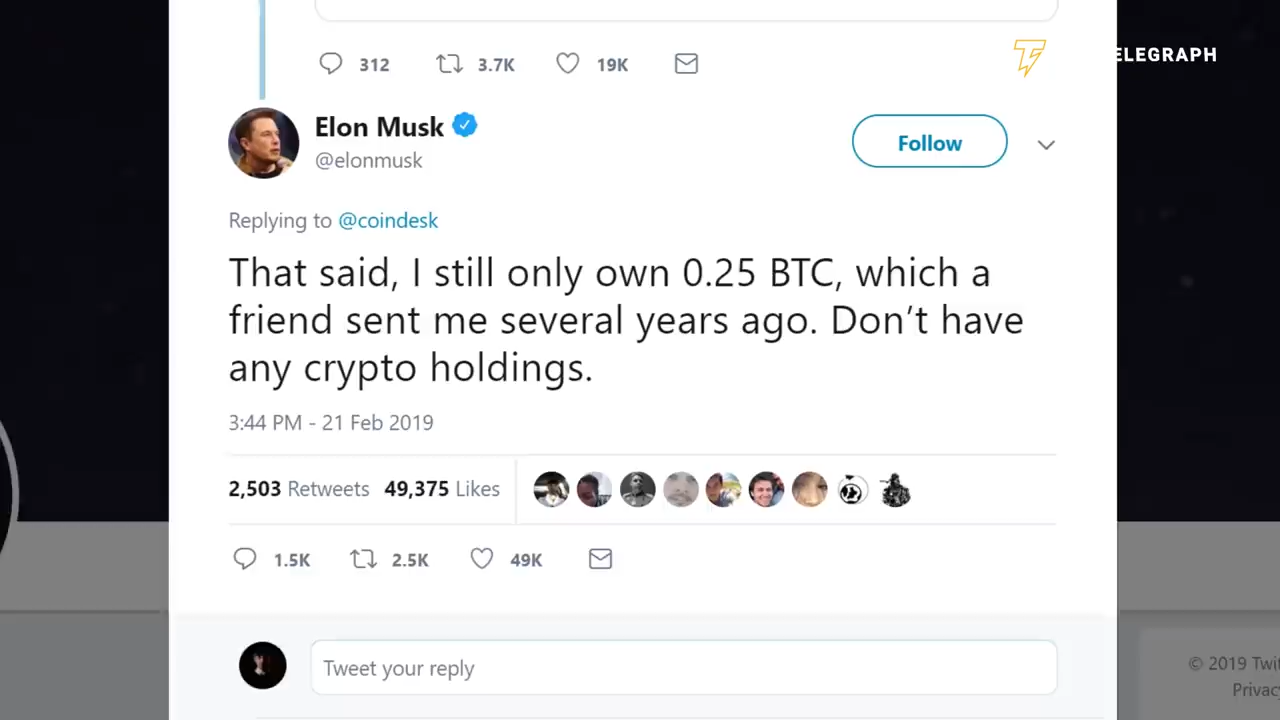 312 3.7K 19K
ELEGRAPH
Elon Musk
@elonmusk
Follow
Replying to @coindesk
That said, I still only own 0.25 BTC, which a
friend sent me several years ago. Don’t have
any crypto holdings.
3:44 PM - 21 Feb 2019
2,503 Retweets 49,375 Likes
1.5K 2.5K 49K
Tweet your reply
© 2019 Twit
Privac